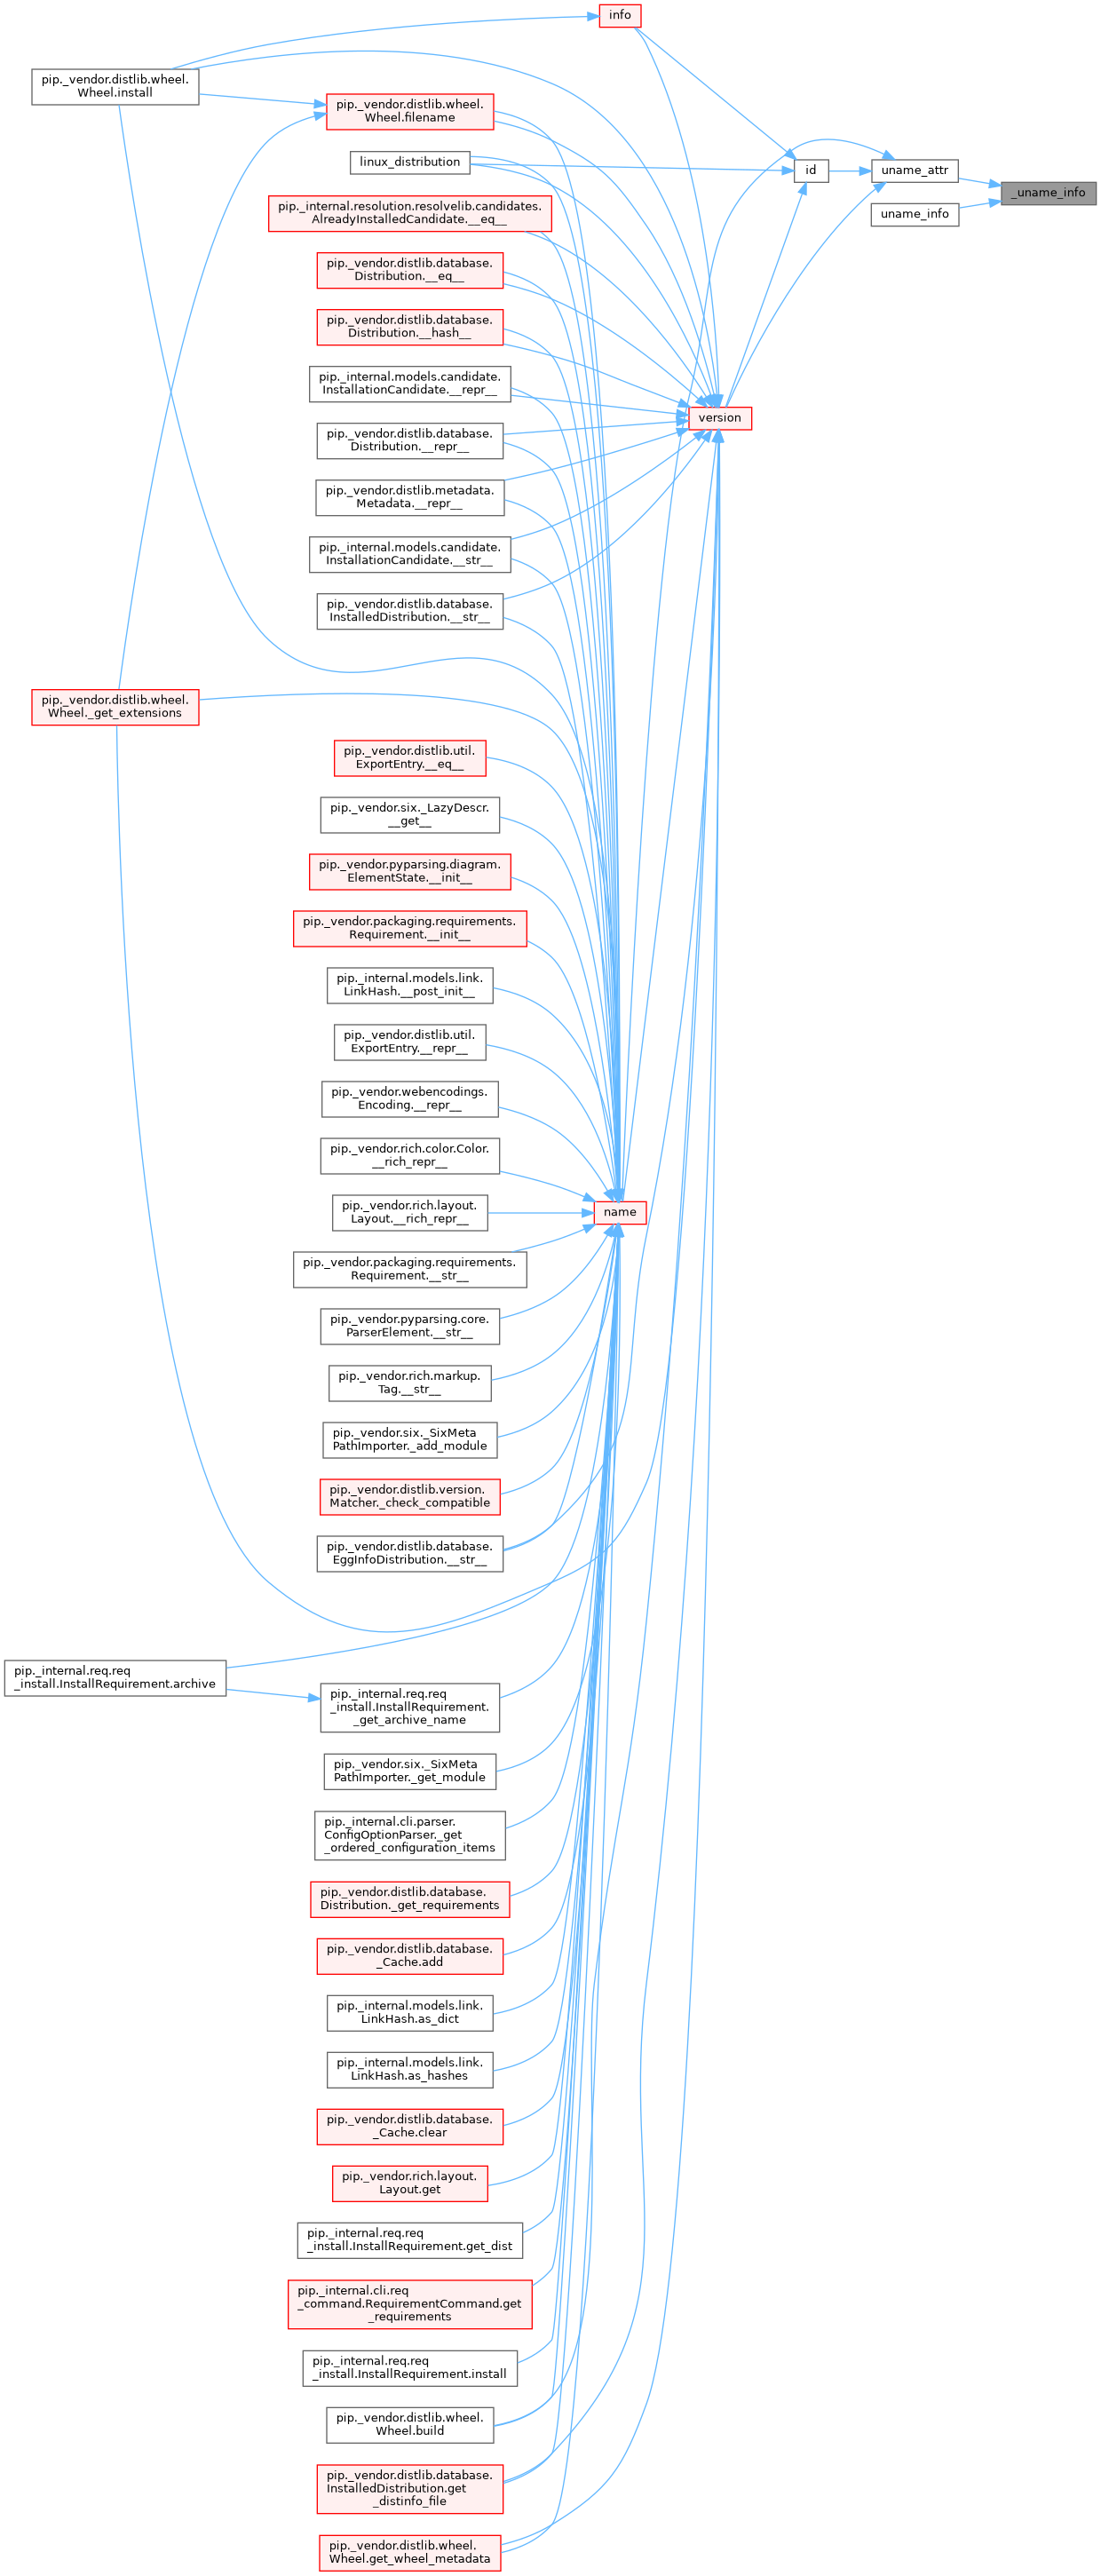 info
pip._vendor.distlib.wheel.
Wheel.install
pip._vendor.distlib.wheel.
Wheel.filename
linux_distribution
id
uname_attr
_uname_info
uname_info
pip._internal.resolution.resolvelib.candidates.
AlreadyInstalledCandidate.__eq__
pip._vendor.distlib.database.
Distribution.__eq__
pip._vendor.distlib.database.
Distribution.__hash__
pip._internal.models.candidate.
InstallationCandidate.__repr__
version
pip._vendor.distlib.database.
Distribution.__repr__
pip._vendor.distlib.metadata.
Metadata.__repr__
pip._internal.models.candidate.
InstallationCandidate.__str__
pip._vendor.distlib.database.
InstalledDistribution.__str__
pip._vendor.distlib.wheel.
Wheel._get_extensions
pip._vendor.distlib.util.
ExportEntry.__eq__
pip._vendor.six._LazyDescr.
__get__
pip._vendor.pyparsing.diagram.
ElementState.__init__
pip._vendor.packaging.requirements.
Requirement.__init__
pip._internal.models.link.
LinkHash.__post_init__
pip._vendor.distlib.util.
ExportEntry.__repr__
pip._vendor.webencodings.
Encoding.__repr__
pip._vendor.rich.color.Color.
__rich_repr__
pip._vendor.rich.layout.
Layout.__rich_repr__
name
pip._vendor.packaging.requirements.
Requirement.__str__
pip._vendor.pyparsing.core.
ParserElement.__str__
pip._vendor.rich.markup.
Tag.__str__
pip._vendor.six._SixMeta
PathImporter._add_module
pip._vendor.distlib.version.
Matcher._check_compatible
pip._vendor.distlib.database.
EggInfoDistribution.__str__
pip._internal.req.req
_install.InstallRequirement.archive
pip._internal.req.req
_install.InstallRequirement.
_get_archive_name
pip._vendor.six._SixMeta
PathImporter._get_module
pip._internal.cli.parser.
ConfigOptionParser._get
_ordered_configuration_items
pip._vendor.distlib.database.
Distribution._get_requirements
pip._vendor.distlib.database.
_Cache.add
pip._internal.models.link.
LinkHash.as_dict
pip._internal.models.link.
LinkHash.as_hashes
pip._vendor.distlib.database.
_Cache.clear
pip._vendor.rich.layout.
Layout.get
pip._internal.req.req
_install.InstallRequirement.get_dist
pip._internal.cli.req
_command.RequirementCommand.get
_requirements
pip._internal.req.req
_install.InstallRequirement.install
pip._vendor.distlib.wheel.
Wheel.build
pip._vendor.distlib.database.
InstalledDistribution.get
_distinfo_file
pip._vendor.distlib.wheel.
Wheel.get_wheel_metadata